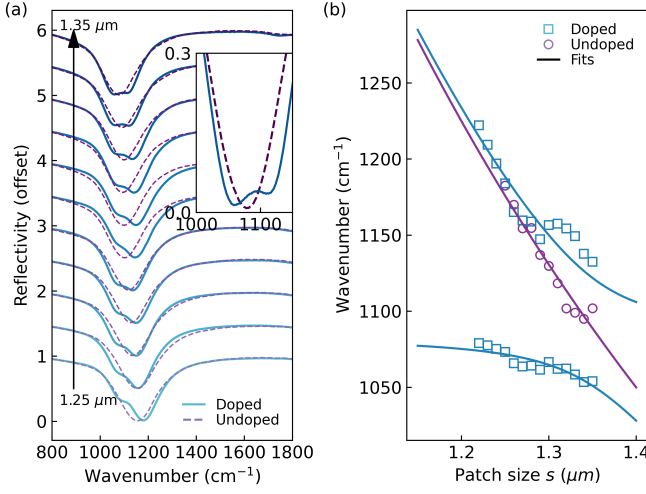 (a)
6
5
4
3
2
1
0
Reflectivity (offset)
1.35 μm
1.25 μm
0.3
0.0
1000
1100
Doped
Undoped
800 1000 1200 1400 1600 1800
Wavenumber (cm⁻¹)
(b)
1250
1200
1150
1100
1050
Wavenumber (cm⁻¹)
Doped
Undoped
Fits
1.2 1.3 1.4
Patch size s (μm)